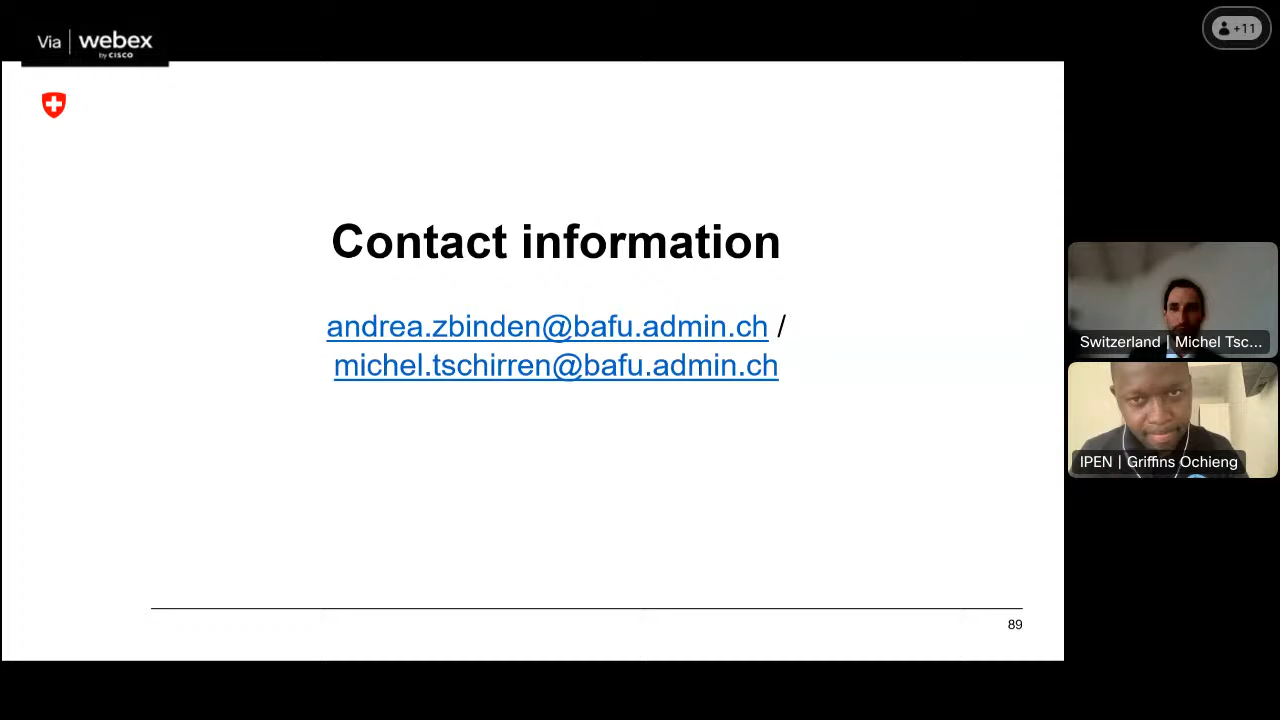 Via | webex
by CISCO
+11
Contact information
andrea.zbinden@bafu.admin.ch /
michel.tschirren@bafu.admin.ch
Switzerland | Michel Tsc...
IPEN | Griffins Ochieng
89